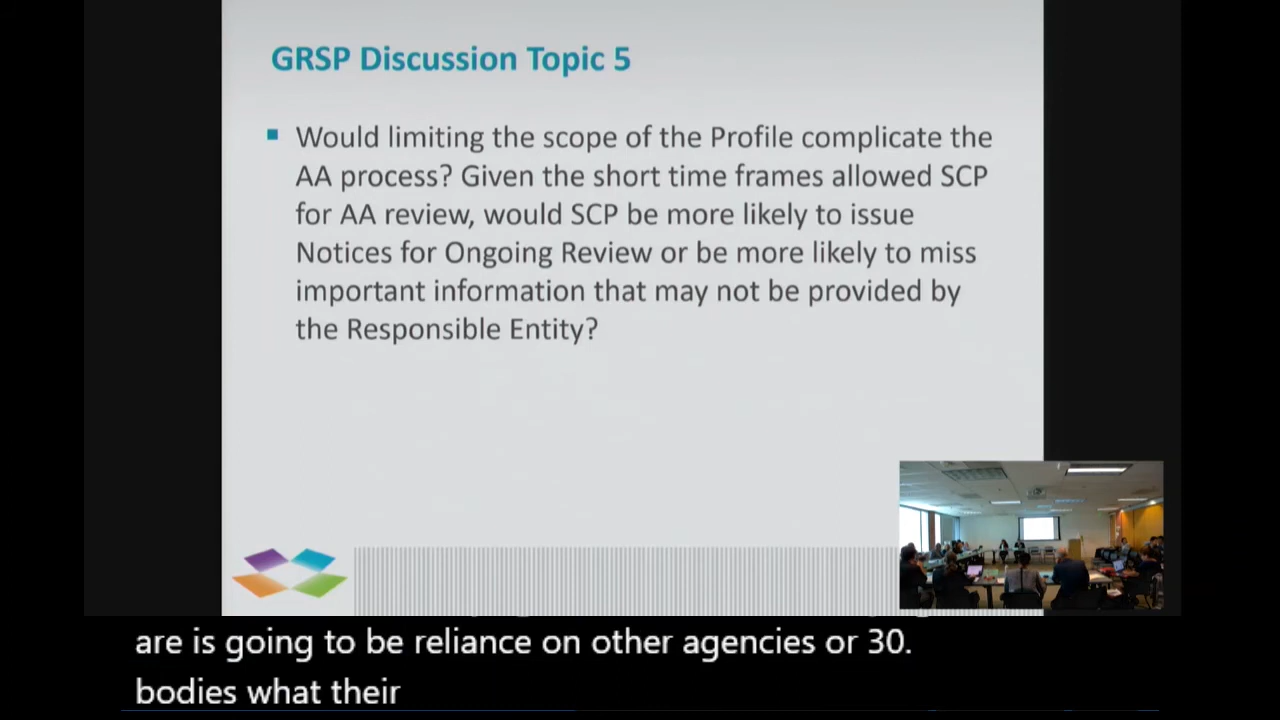 GRSP Discussion Topic 5
Would limiting the scope of the Profile complicate the
AA process? Given the short time frames allowed SCP
for AA review, would SCP be more likely to issue
Notices for Ongoing Review or be more likely to miss
important information that may not be provided by
the Responsible Entity?
are is going to be reliance on other agencies or 30.
bodies what their